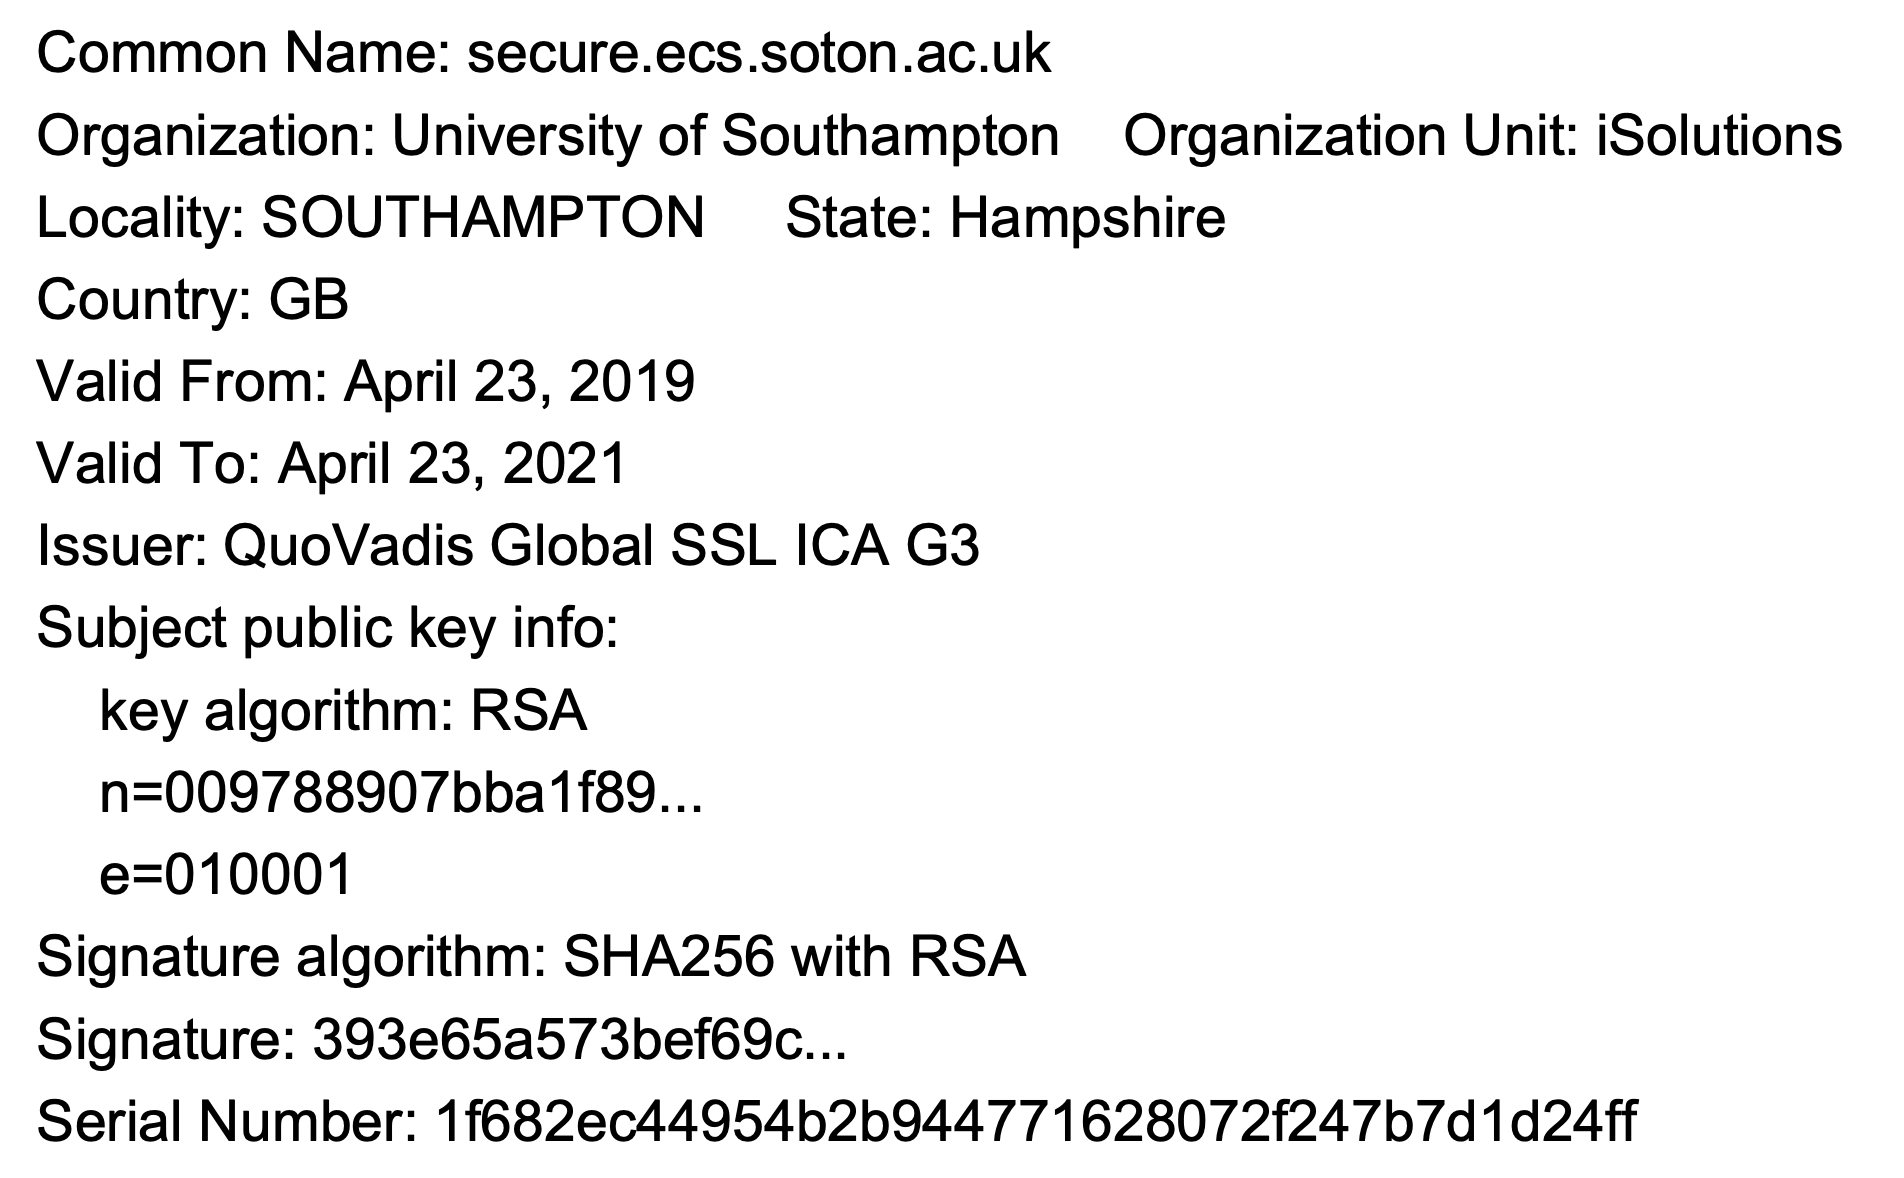 Common Name: secure.ecs.soton.ac.uk
Organization: University of Southampton    Organization Unit: iSolutions
Locality: SOUTHAMPTON    State: Hampshire
Country: GB
Valid From: April 23, 2019
Valid To: April 23, 2021
Issuer: QuoVadis Global SSL ICA G3
Subject public key info:
key algorithm: RSA
n=009788907bba1f89...
e=010001
Signature algorithm: SHA256 with RSA
Signature: 393e65a573bef69c...
Serial Number: 1f682ec44954b2b944771628072f247b7d1d24ff